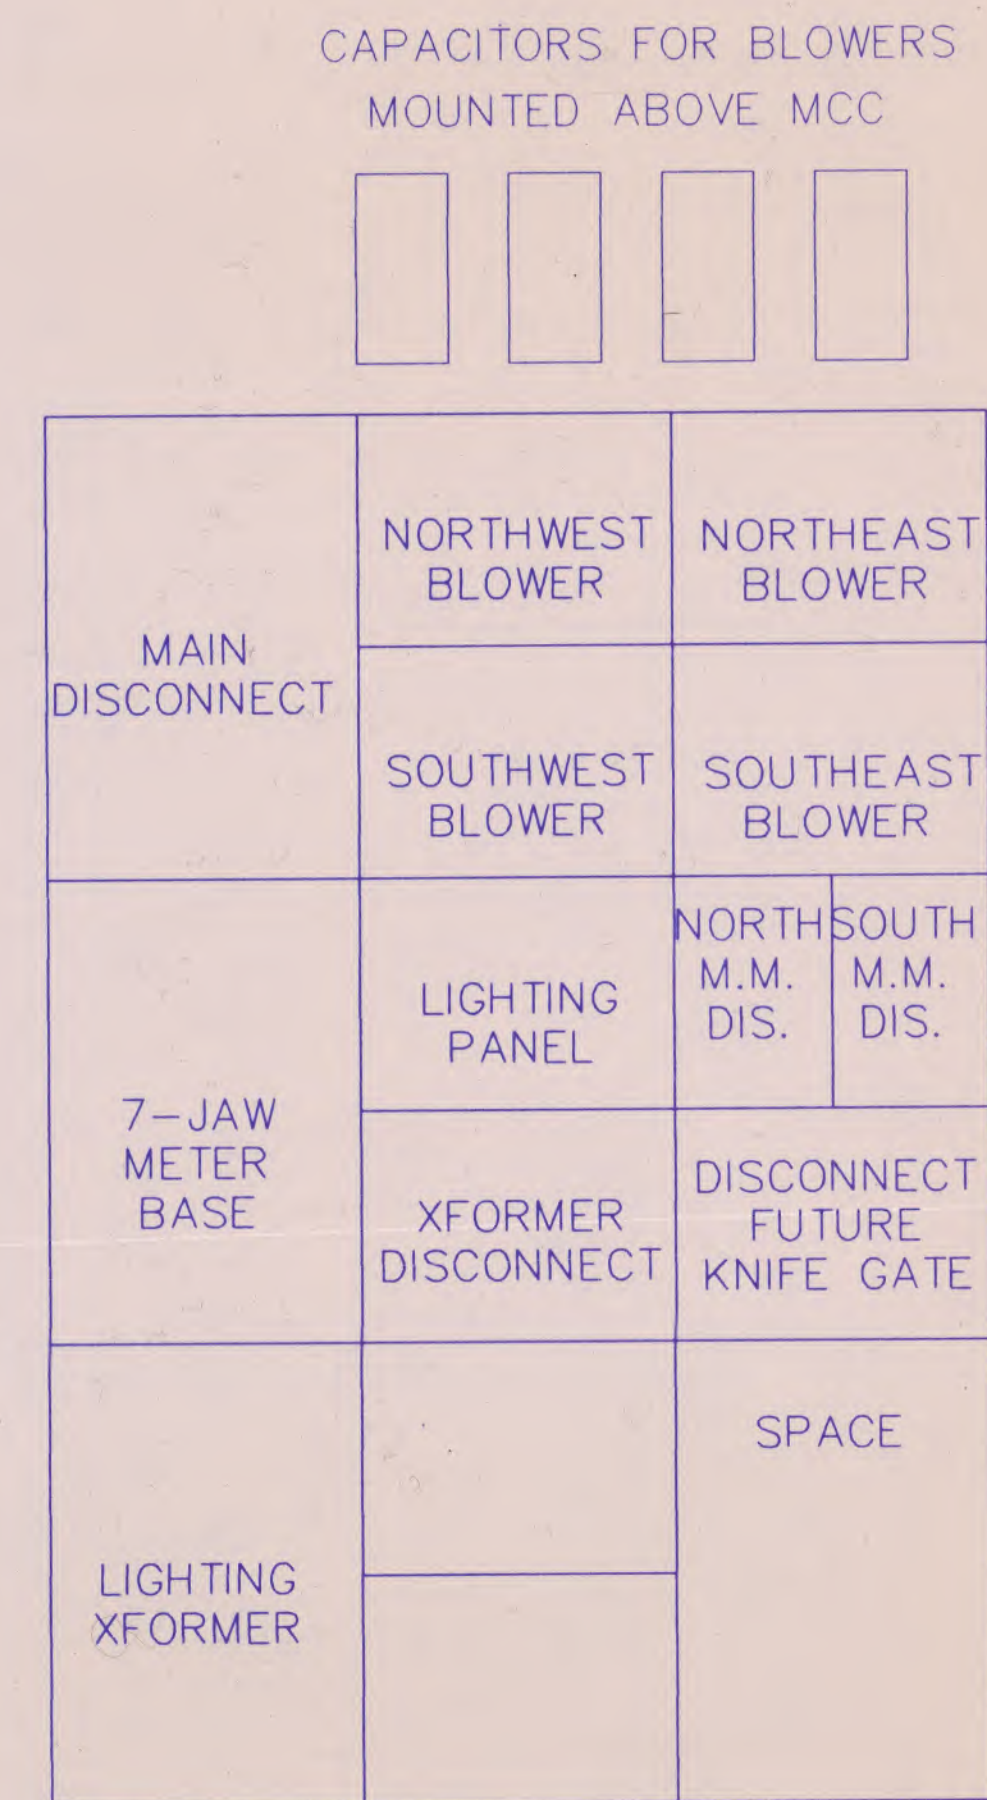 CAPACITORS FOR BLOWERS
MOUNTED ABOVE MCC
MAIN
DISCONNECT
NORTHWEST
BLOWER
NORTHEAST
BLOWER
SOUTHWEST
BLOWER
SOUTHEAST
BLOWER
7-JAW
METER
BASE
LIGHTING
PANEL
NORTH
M.M.
DIS.
SOUTH
M.M.
DIS.
XFORMER
DISCONNECT
DISCONNECT
FUTURE
KNIFE GATE
LIGHTING
XFORMER
SPACE